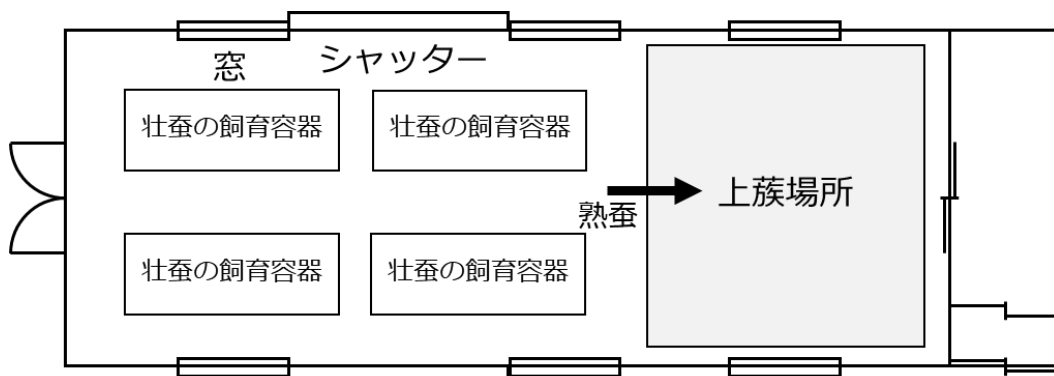 窓
シャッター
壮蚕の飼育容器
壮蚕の飼育容器
熟蚕
上蔟場所
壮蚕の飼育容器
壮蚕の飼育容器